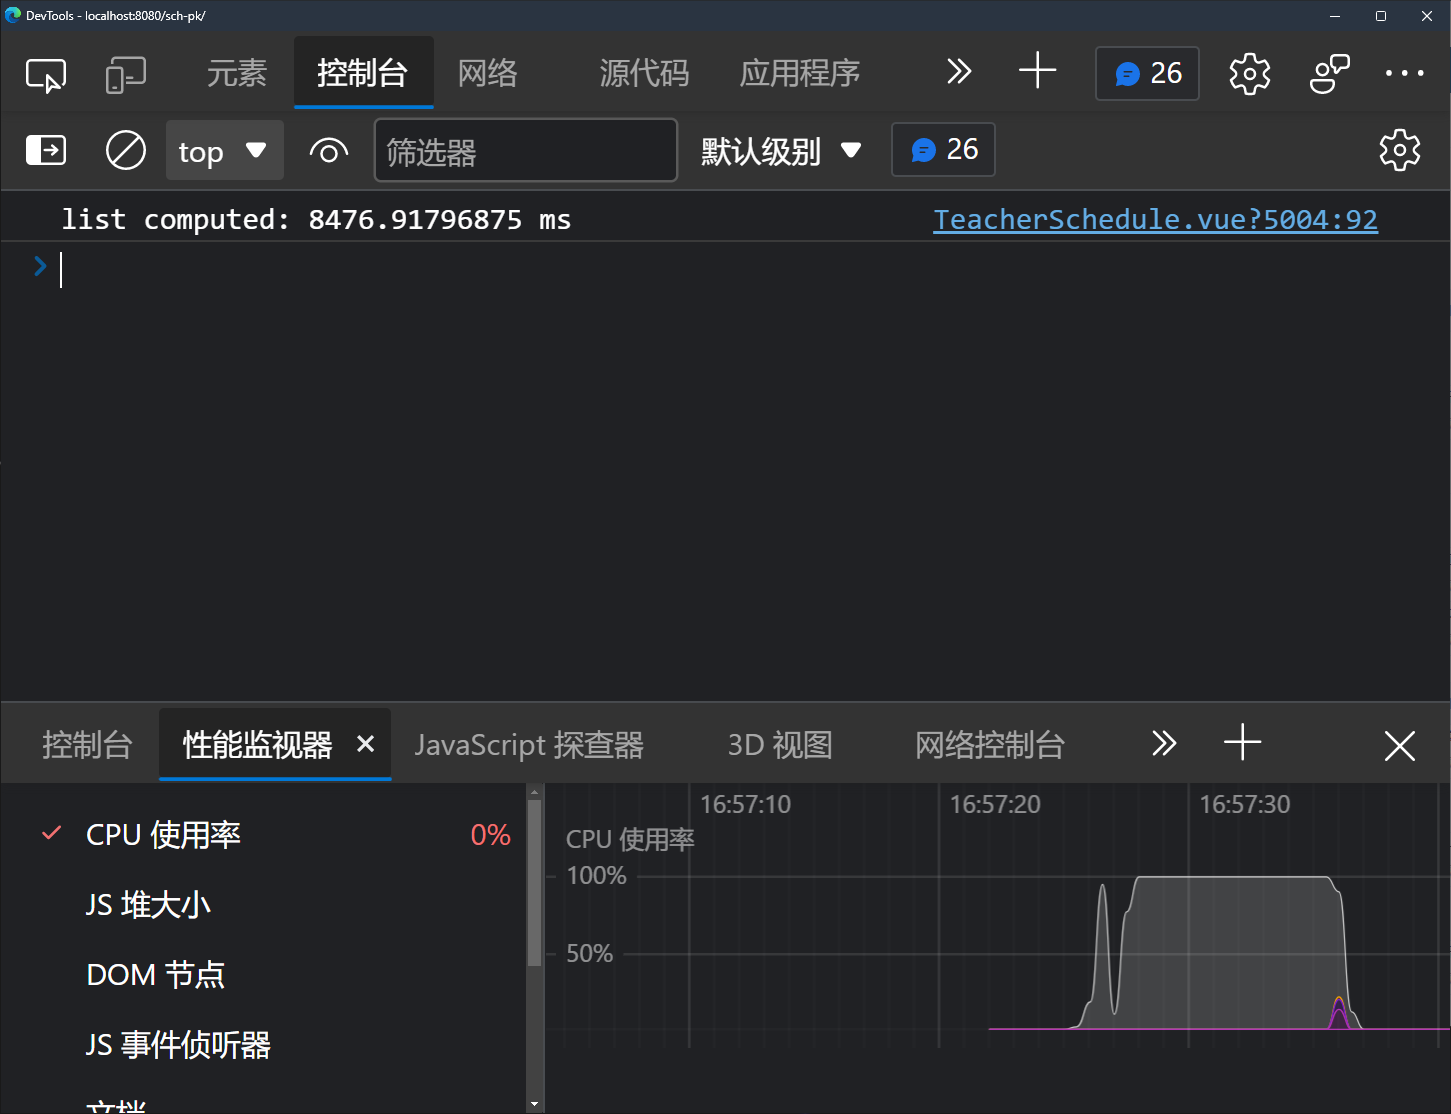 DevTools - localhost:8080/sch-pk/
元素 控制台 网络 源代码 应用程序 26
top 筛选器 默认级别 26
list computed: 8476.91796875 ms TeacherSchedule.vue?5004:92
控制台 性能监视器 JavaScript 探查器 3D 视图 网络控制台
CPU 使用率 0%
JS 堆大小
DOM 节点
JS 事件侦听器
文档
16:57:10 16:57:20 16:57:30
CPU 使用率
100%
50%